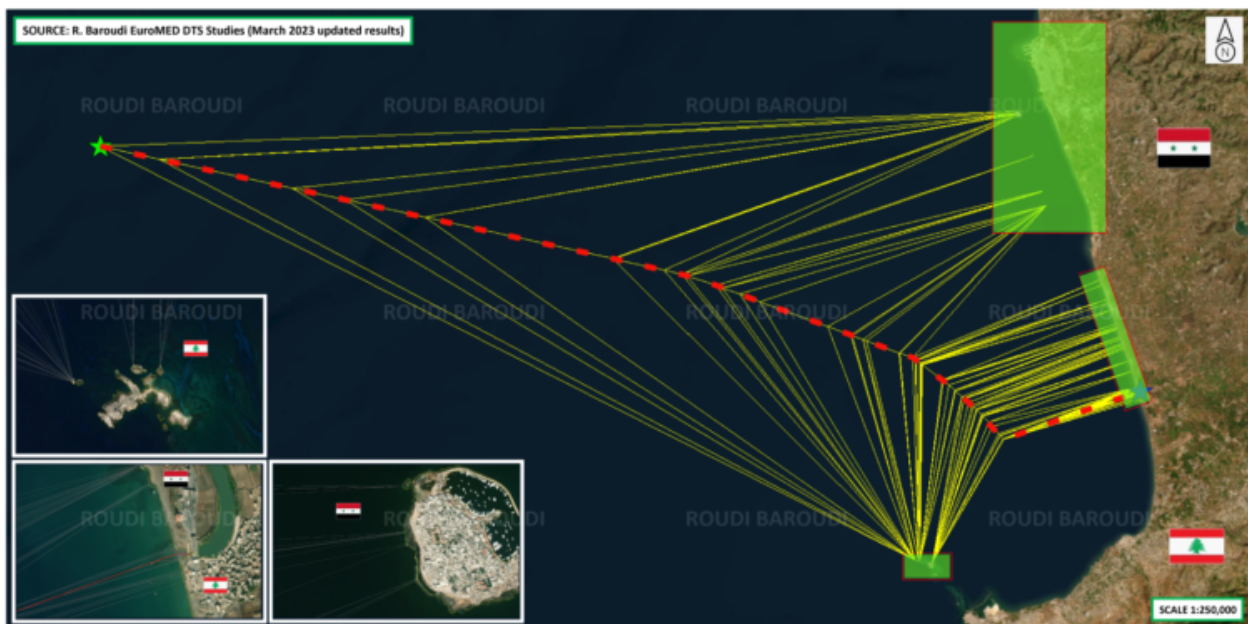 SOURCE: R. Baroudi EuroMED DTS Studies (March 2023 updated results)
N
ROUDI BAROUDI ROUDI BAROUDI ROUDI BAROUDI ROUDI BAROUDI
ROUDI BAROUDI ROUDI BAROUDI ROUDI BAROUDI ROUDI BAROUDI
ROUDI BAROUDI ROUDI BAROUDI ROUDI BAROUDI ROUDI BAROUDI
SCALE 1:250,000